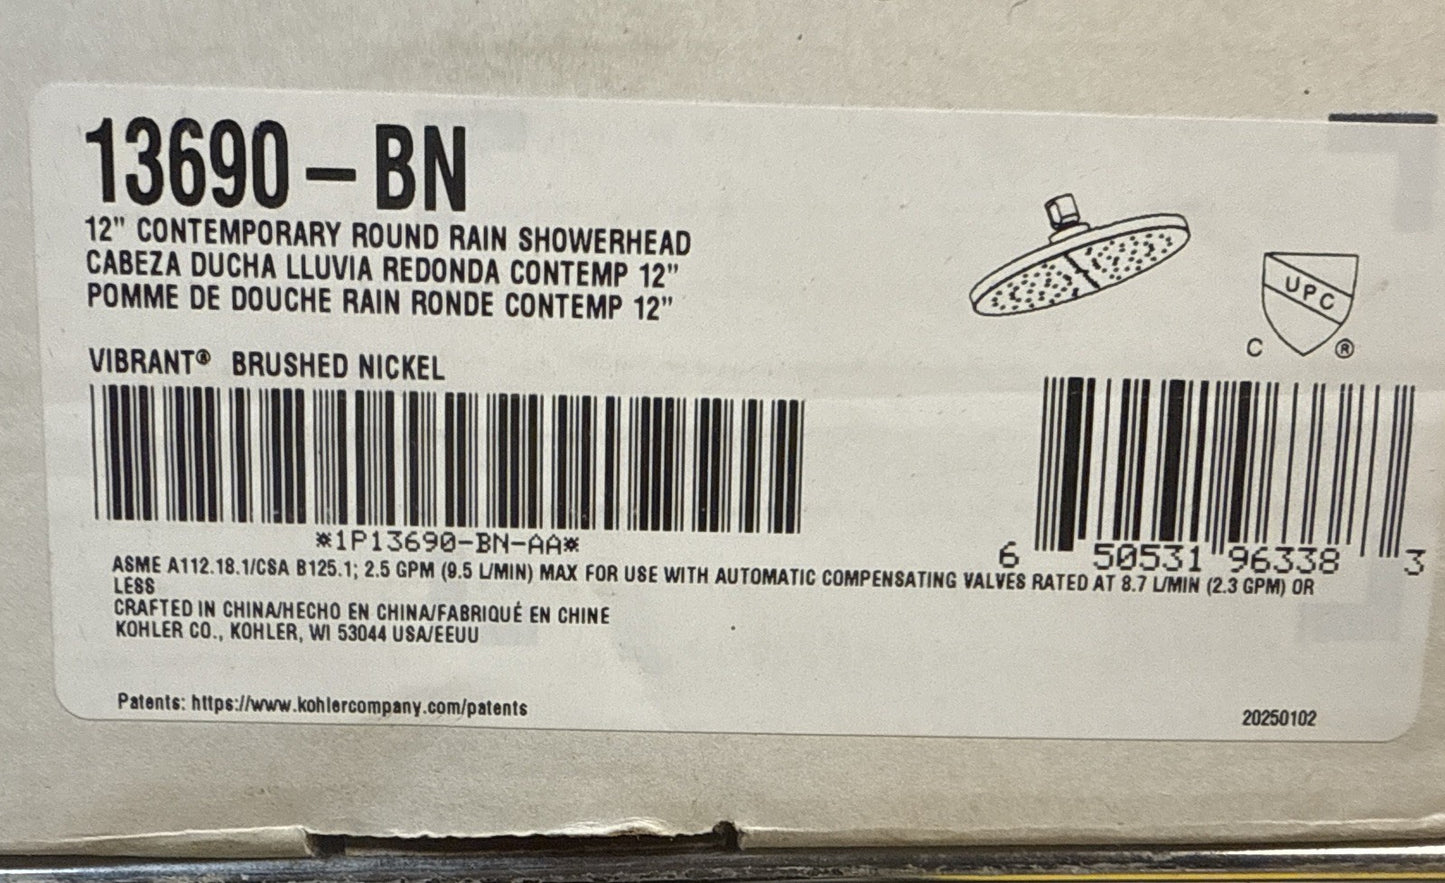 13690-BN
12" CONTEMPORARY ROUND RAIN SHOWERHEAD
CABEZA DUCHA LLUVIA REDONDA CONTEMP 12"
POMME DE DOUCHE RAIN RONDE CONTEMP 12"
VIBRANT® BRUSHED NICKEL
UPC
C ®
*1P13690-BN-AA*
6 50531 96338 3
ASME A112.18.1/CSA B125.1; 2.5 GPM (9.5 L/MIN) MAX FOR USE WITH AUTOMATIC COMPENSATING VALVES RATED AT 8.7 L/MIN (2.3 GPM) OR
LESS
CRAFTED IN CHINA/HECHO EN CHINA/FABRIQUÉ EN CHINE
KOHLER CO., KOHLER, WI 53044 USA/EEUU
Patents: https://www.kohlercompany.com/patents
20250102